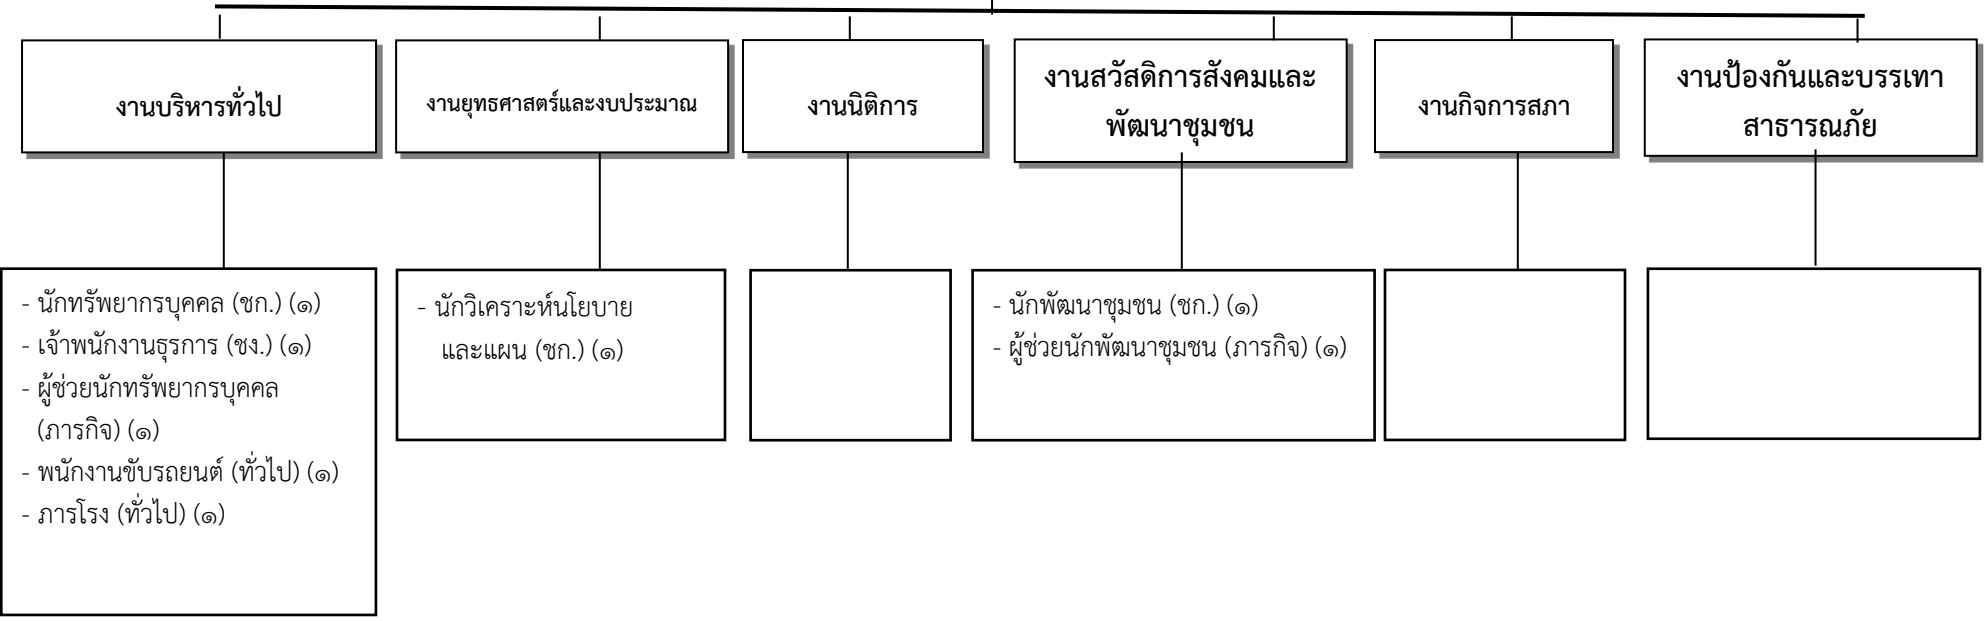 งานบริหารทั่วไป
งานยุทธศาสตร์และงบประมาณ
งานนิติการ
งานสวัสดิการสังคมและ
พัฒนาชุมชน
งานกิจการสภา
งานป้องกันและบรรเทา
สาธารณภัย
- นักทรัพยากรบุคคล (ชก.) (๑)
- เจ้าพนักงานธุรการ (ชง.) (๑)
- ผู้ช่วยนักทรัพยากรบุคคล
(ภารกิจ) (๑)
- พนักงานขับรถยนต์ (ทั่วไป) (๑)
- ภารโรง (ทั่วไป) (๑)
- นักวิเคราะห์นโยบาย
และแผน (ชก.) (๑)
- นักพัฒนาชุมชน (ชก.) (๑)
- ผู้ช่วยนักพัฒนาชุมชน (ภารกิจ) (๑)